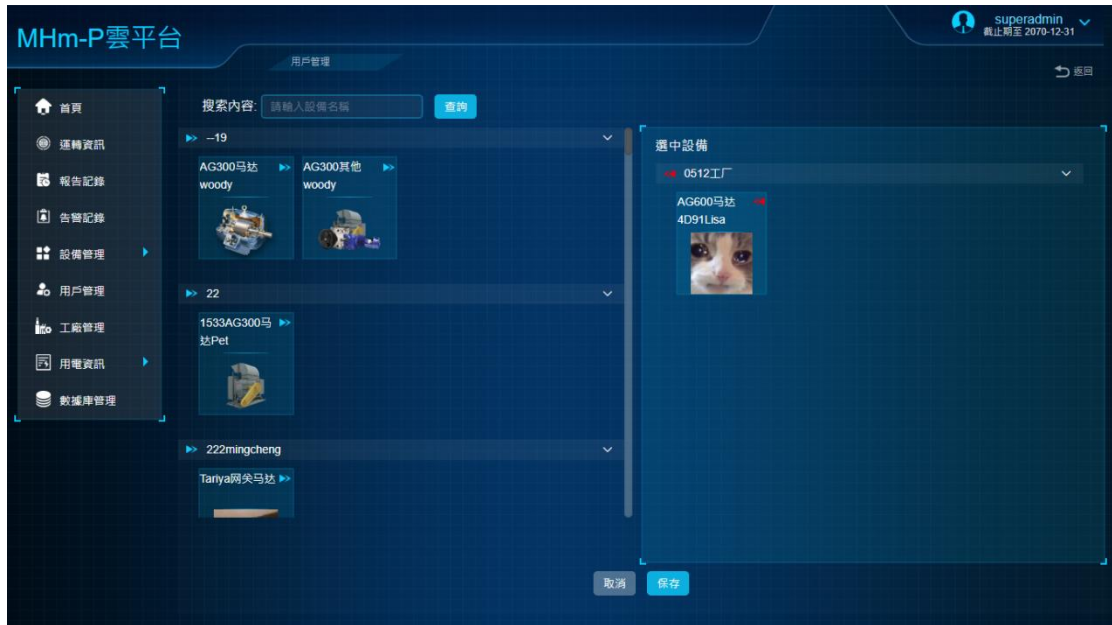 MHm-P雲平台
superadmin
截止期至 2070-12-31
用戶管理
返回
首頁
運轉資訊
報告記錄
告警記錄
設備管理
用戶管理
工廠管理
用電資訊
數據庫管理
搜索內容:
請輸入設備名稱
查詢
--19
AG300马达
woody
AG300其他
woody
22
1533AG300马
达Pet
222mingcheng
Tariya网关马达
選中設備
0512工厂
AG600马达
4D91Lisa
取消
保存